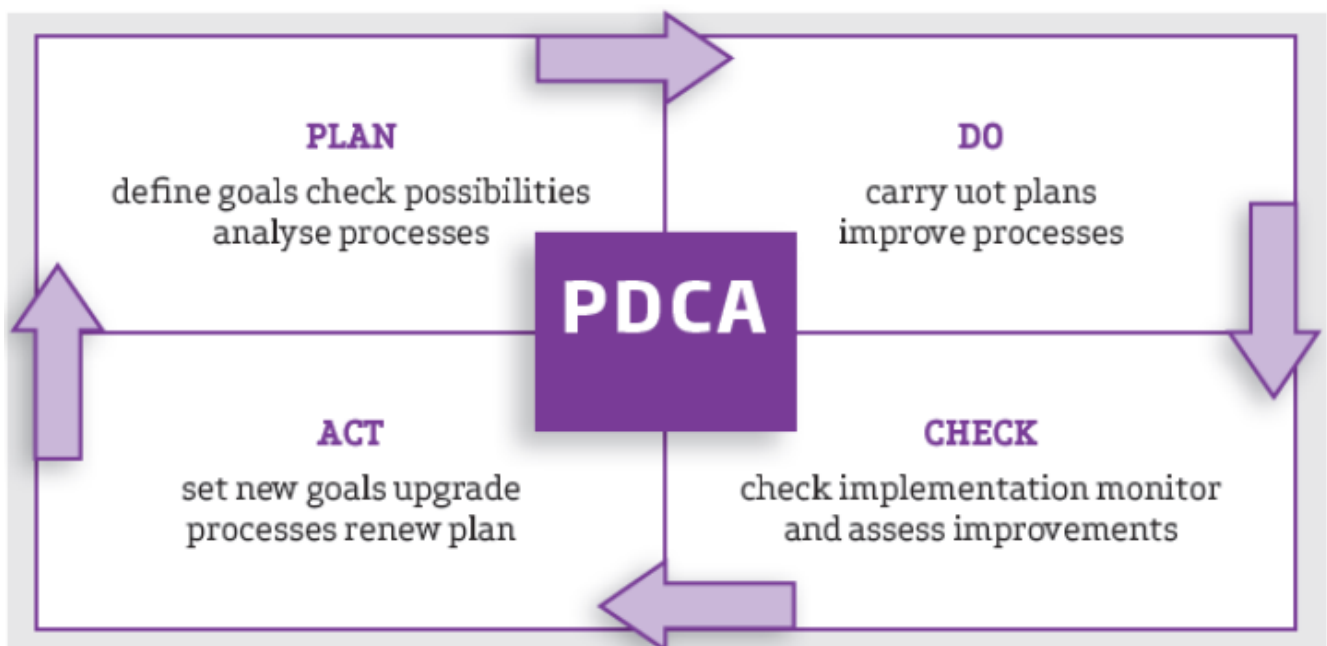 PLAN
define goals check possibilities
analyse processes
DO
carry uot plans
improve processes
PDCA
ACT
set new goals upgrade
processes renew plan
CHECK
check implementation monitor
and assess improvements